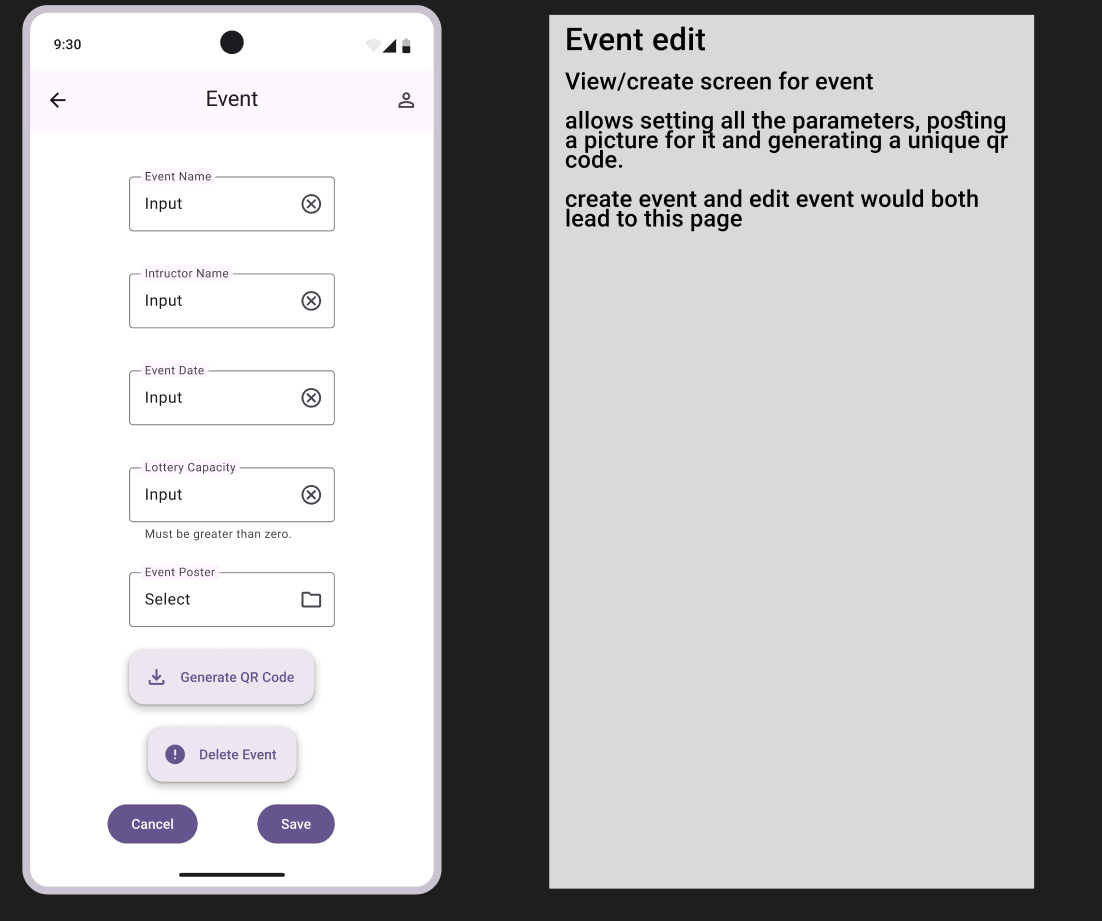 9:30
Event
Event Name
Input
Intructor Name
Input
Event Date
Input
Lottery Capacity
Input
Must be greater than zero.
Event Poster
Select
Generate QR Code
Delete Event
Cancel
Save
Event edit
View/create screen for event
allows setting all the parameters, posting
a picture for it and generating a unique qr
code.
create event and edit event would both
lead to this page